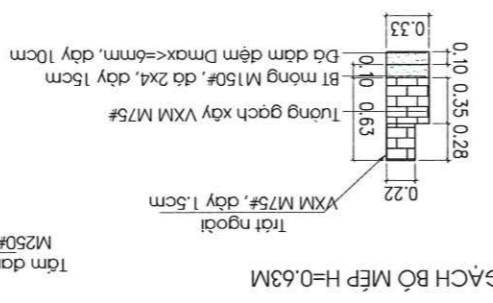 GẠCH BÓ MÉP H=0.63M
Tấm đan
M250#
Trát ngoài
VXM M75#, dày 1.5cm
0.22
0.28
0.35
0.10
0.63
0.10
Tường gạch xây VXM M75#
BT móng M150#, đá 2x4, dày 15cm
Đá dăm đệm Dmax<=6mm, dày 10cm
0.33